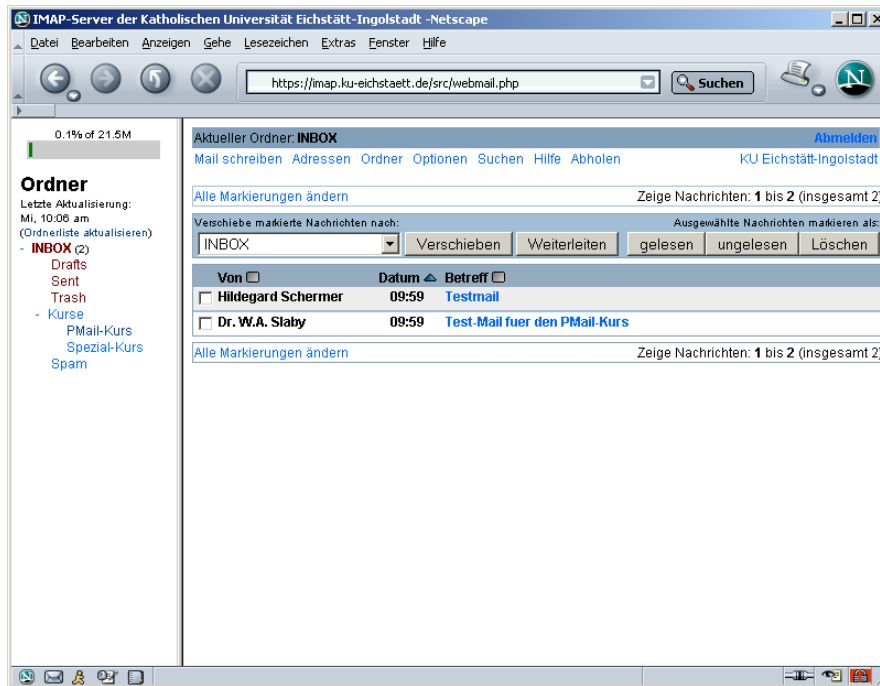 IMAP-Server der Katholischen Universität Eichstätt-Ingolstadt -Netscape
Datei Bearbeiten Anzeigen Gehe Lesezeichen Extras Fenster Hilfe
https://imap.ku-eichstaett.de/src/webmail.php Suchen N
0.1% of 21.5M
Ordner
Letzte Aktualisierung:
Mi, 10:06 am
(Ordnerliste aktualisieren)
- INBOX (2)
Drafts
Sent
Trash
- Kurse
PMail-Kurs
Spezial-Kurs
Spam
Aktueller Ordner: INBOX Abmelden
Mail schreiben Adressen Ordner Optionen Suchen Hilfe Abholen KU Eichstätt-Ingolstadt
Alle Markierungen ändern Zeige Nachrichten: 1 bis 2 (insgesamt 2)
Verschiebe markierte Nachrichten nach: Ausgewählte Nachrichten markieren als:
INBOX Verschieben Weiterleiten gelesen ungelesen Löschen
Von Datum Betreff
Hildegard Schermer 09:59 Testmail
Dr. W.A. Slaby 09:59 Test-Mail fuer den PMail-Kurs
Alle Markierungen ändern Zeige Nachrichten: 1 bis 2 (insgesamt 2)